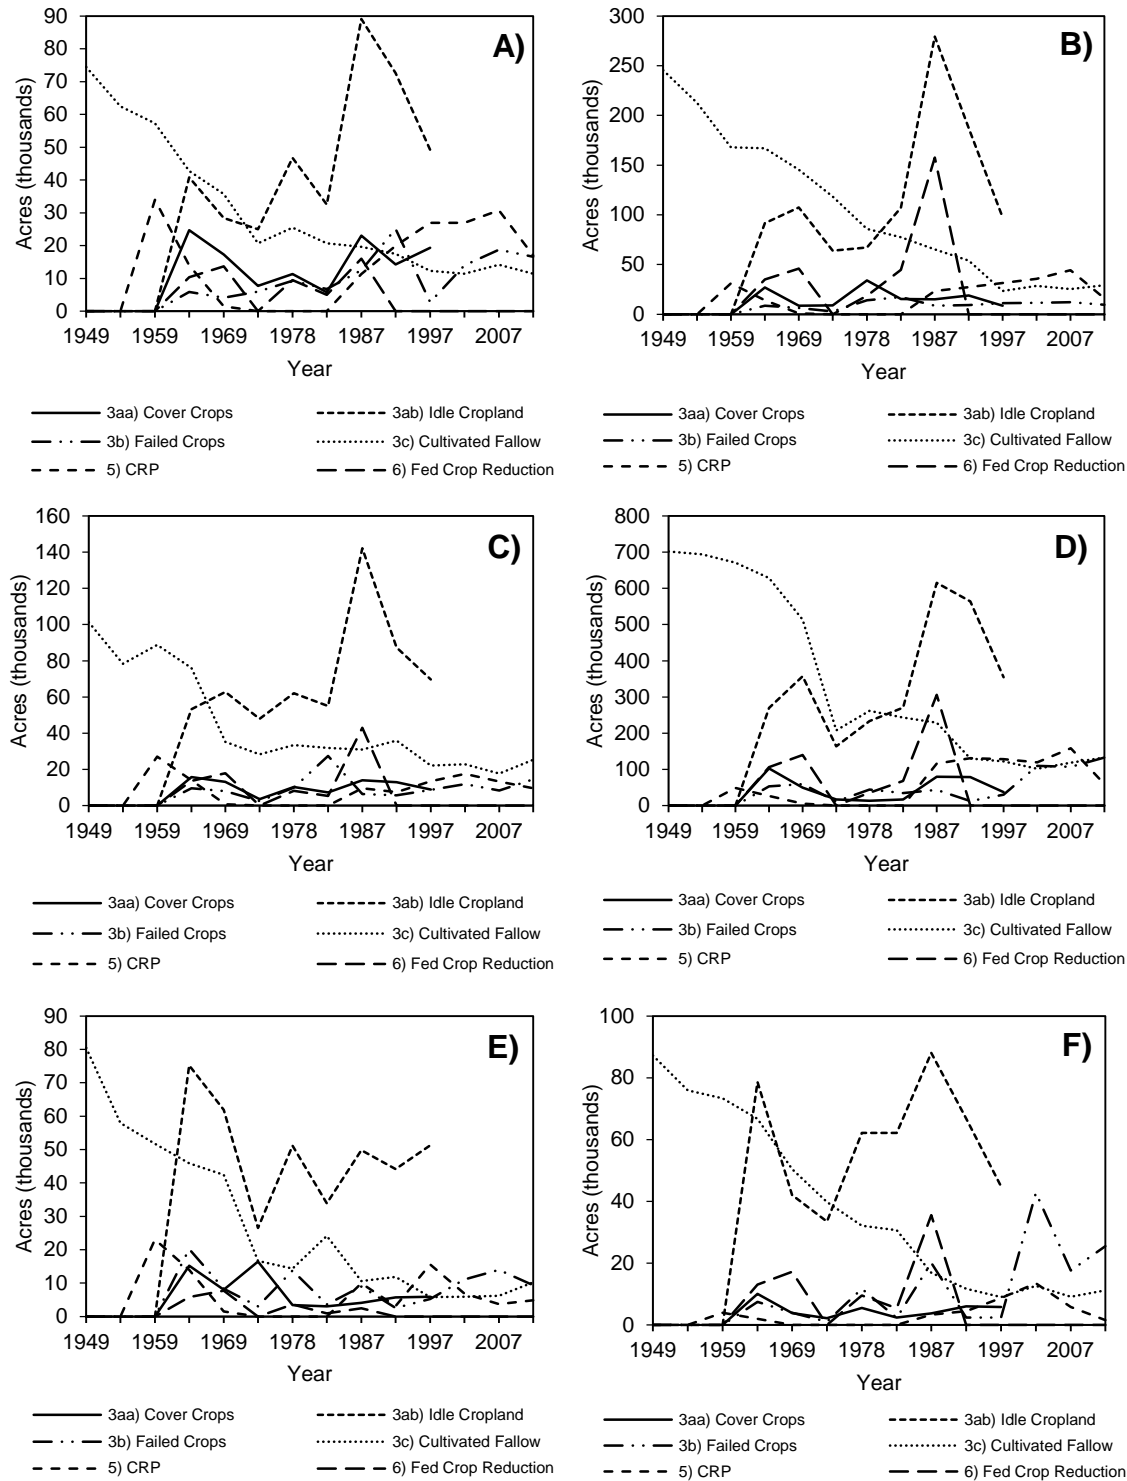 A)
90
80
70
60
50
40
30
20
10
0
Acres (thousands)
1949 1959 1969 1978 1987 1997 2007
Year
3aa) Cover Crops 3ab) Idle Cropland
3b) Failed Crops 3c) Cultivated Fallow
5) CRP 6) Fed Crop Reduction
B)
300
250
200
150
100
50
0
Acres (thousands)
1949 1959 1969 1978 1987 1997 2007
Year
3aa) Cover Crops 3ab) Idle Cropland
3b) Failed Crops 3c) Cultivated Fallow
5) CRP 6) Fed Crop Reduction
C)
160
140
120
100
80
60
40
20
0
Acres (thousands)
1949 1959 1969 1978 1987 1997 2007
Year
3aa) Cover Crops 3ab) Idle Cropland
3b) Failed Crops 3c) Cultivated Fallow
5) CRP 6) Fed Crop Reduction
D)
800
700
600
500
400
300
200
100
0
Acres (thousands)
1949 1959 1969 1978 1987 1997 2007
Year
3aa) Cover Crops 3ab) Idle Cropland
3b) Failed Crops 3c) Cultivated Fallow
5) CRP 6) Fed Crop Reduction
E)
90
80
70
60
50
40
30
20
10
0
Acres (thousands)
1949 1959 1969 1978 1987 1997 2007
Year
3aa) Cover Crops 3ab) Idle Cropland
3b) Failed Crops 3c) Cultivated Fallow
5) CRP 6) Fed Crop Reduction
F)
100
80
60
40
20
0
Acres (thousands)
1949 1959 1969 1978 1987 1997 2007
Year
3aa) Cover Crops 3ab) Idle Cropland
3b) Failed Crops 3c) Cultivated Fallow
5) CRP 6) Fed Crop Reduction